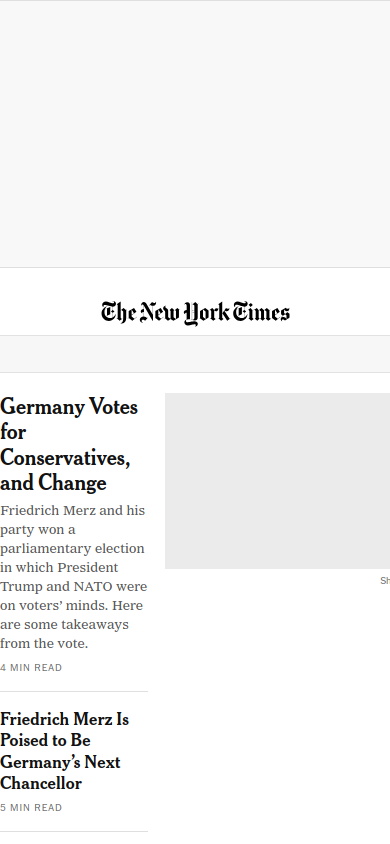 The New York Times
Germany Votes
for
Conservatives,
and Change
Friedrich Merz and his
party won a
parliamentary election
in which President
Trump and NATO were
on voters’ minds. Here
are some takeaways
from the vote.
4 MIN READ
Sh
Friedrich Merz Is
Poised to Be
Germany’s Next
Chancellor
5 MIN READ